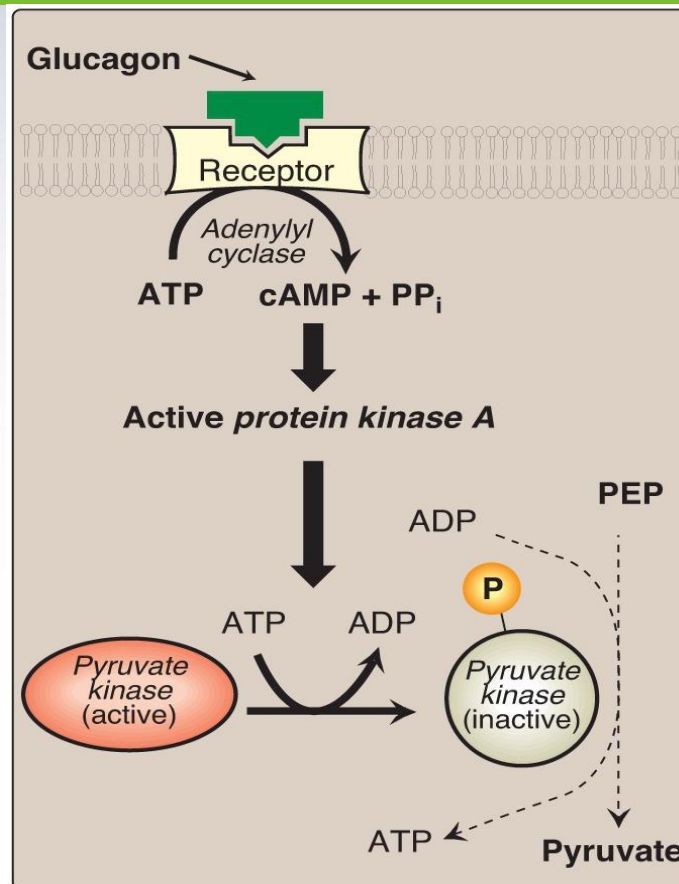 Glucagon
Receptor
Adenylyl
cyclase
ATP
cAMP + PPi
Active protein kinase A
PEP
ADP
P
ATP
ADP
Pyruvate
kinase
(active)
Pyruvate
kinase
(inactive)
ATP
Pyruvate